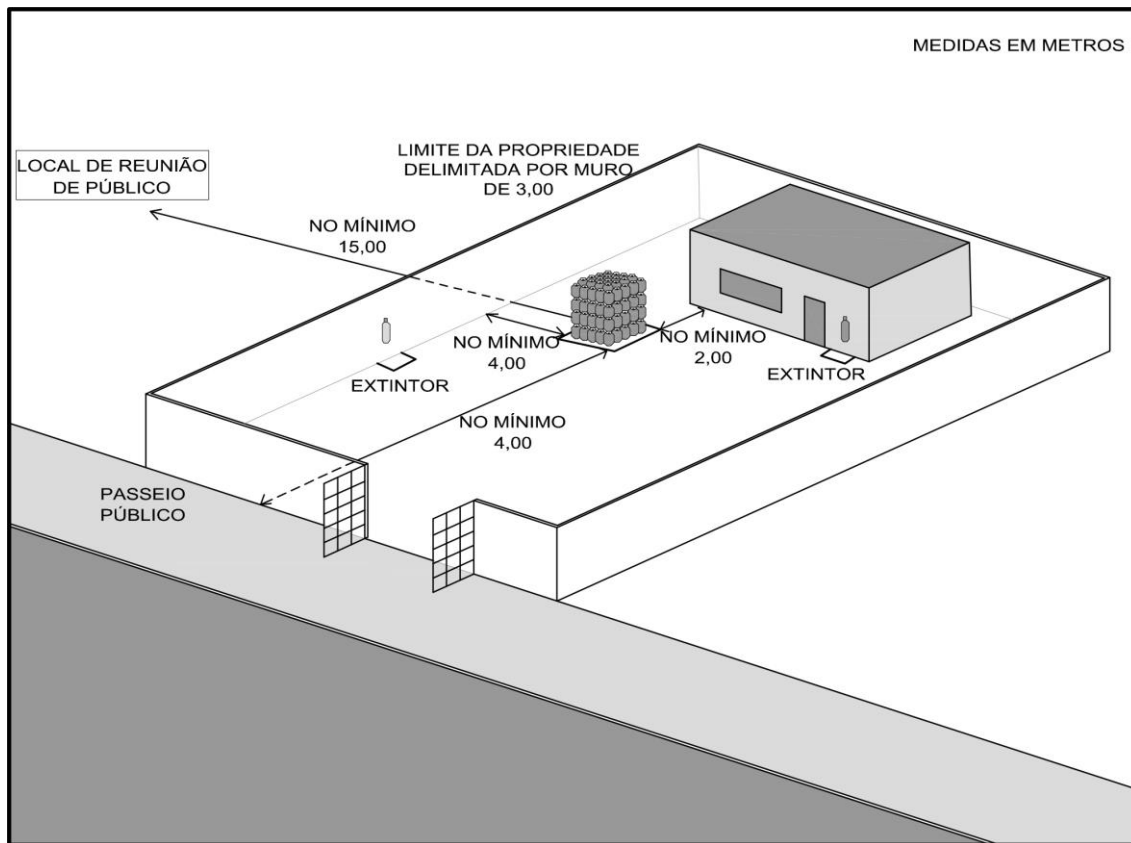 MEDIDAS EM METROS
LOCAL DE REUNIÃO
DE PÚBLICO
LIMITE DA PROPRIEDADE
DELIMITADA POR MURO
DE 3,00
NO MÍNIMO
15,00
NO MÍNIMO
4,00
NO MÍNIMO
2,00
EXTINTOR
EXTINTOR
NO MÍNIMO
4,00
PASSEIO
PÚBLICO